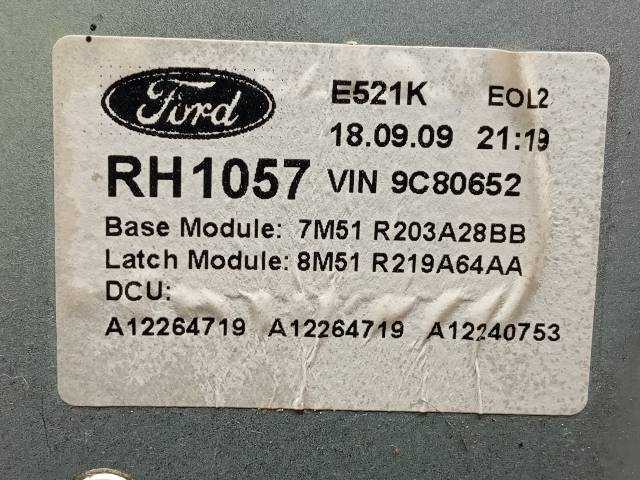 Ford E521K EOL2
18.09.09 21:19
RH1057 VIN 9C80652
Base Module: 7M51 R203A28BB
Latch Module: 8M51 R219A64AA
DCU:
A12264719 A12264719 A12240753